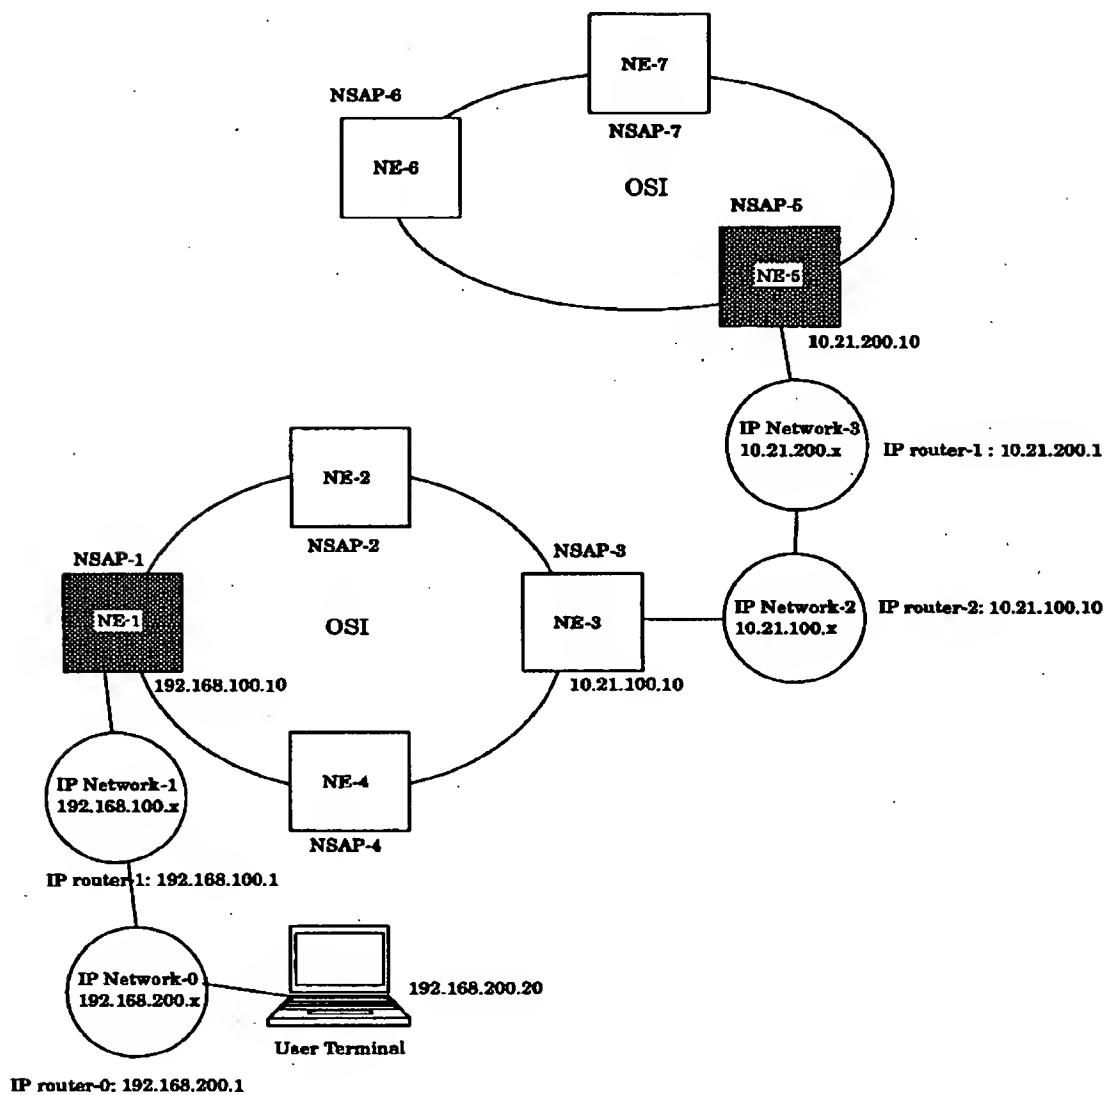 NE-7
NSAP-6
NSAP-7
NE-6
OSI
NSAP-5
NE-5
10.21.200.10
IP Network-3
10.21.200.x
IP router-1 : 10.21.200.1
NE-2
NSAP-2
NSAP-1
NSAP-3
NE-1
OSI
NE-3
IP Network-2
10.21.100.x
IP router-2: 10.21.100.10
192.168.100.10
10.21.100.10
NE-4
NSAP-4
IP Network-1
192.168.100.x
IP router-1: 192.168.100.1
IP Network-0
192.168.200.x
192.168.200.20
User Terminal
IP router-0: 192.168.200.1